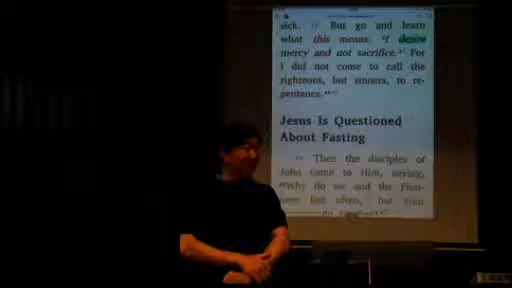 sick. 13 But go and learn
what this means: 'I desire
mercy and not sacrifice.' For
I did not come to call the
righteous, but sinners, to re-
pentance."
Jesus Is Questioned
About Fasting
14 Then the disciples of
John came to Him, saying,
"Why do we and the Phar-
isees fast often, but Your
do